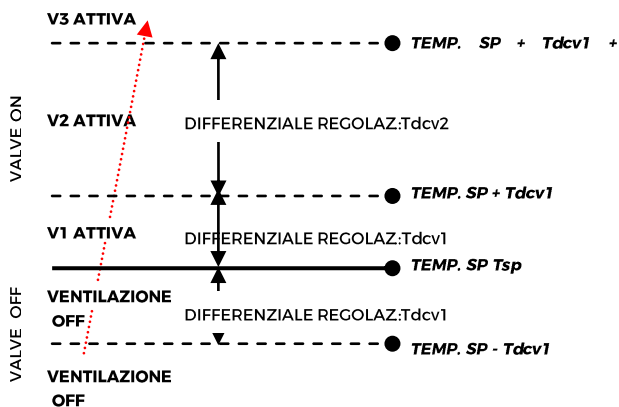 V3 ATTIVA
TEMP. SP + Tdcv1 +
VALVE ON
V2 ATTIVA
DIFFERENZIALE REGOLAZ:Tdcv2
TEMP. SP + Tdcv1
V1 ATTIVA
DIFFERENZIALE REGOLAZ:Tdcv1
TEMP. SP Tsp
VALVE OFF
VENTILAZIONE
OFF
DIFFERENZIALE REGOLAZ:Tdcv1
TEMP. SP - Tdcv1
VENTILAZIONE
OFF